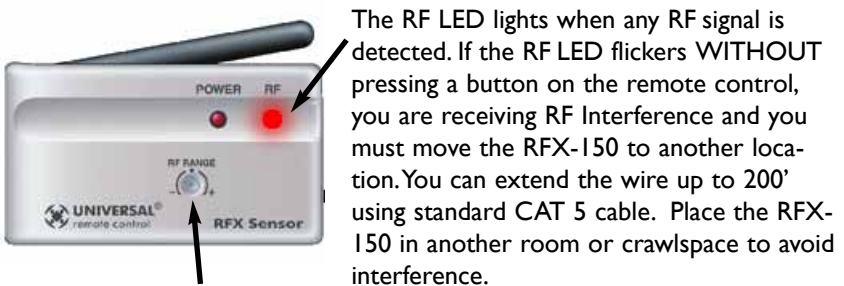 The RF LED lights when any RF signal is
detected. If the RF LED flickers WITHOUT
pressing a button on the remote control,
you are receiving RF Interference and you
must move the RFX-150 to another loca-
tion. You can extend the wire up to 200'
using standard CAT 5 cable. Place the RFX-
150 in another room or crawlspace to avoid
interference.
POWER RF
RF RANGE
- +
UNIVERSAL®
remote control
RFX Sensor